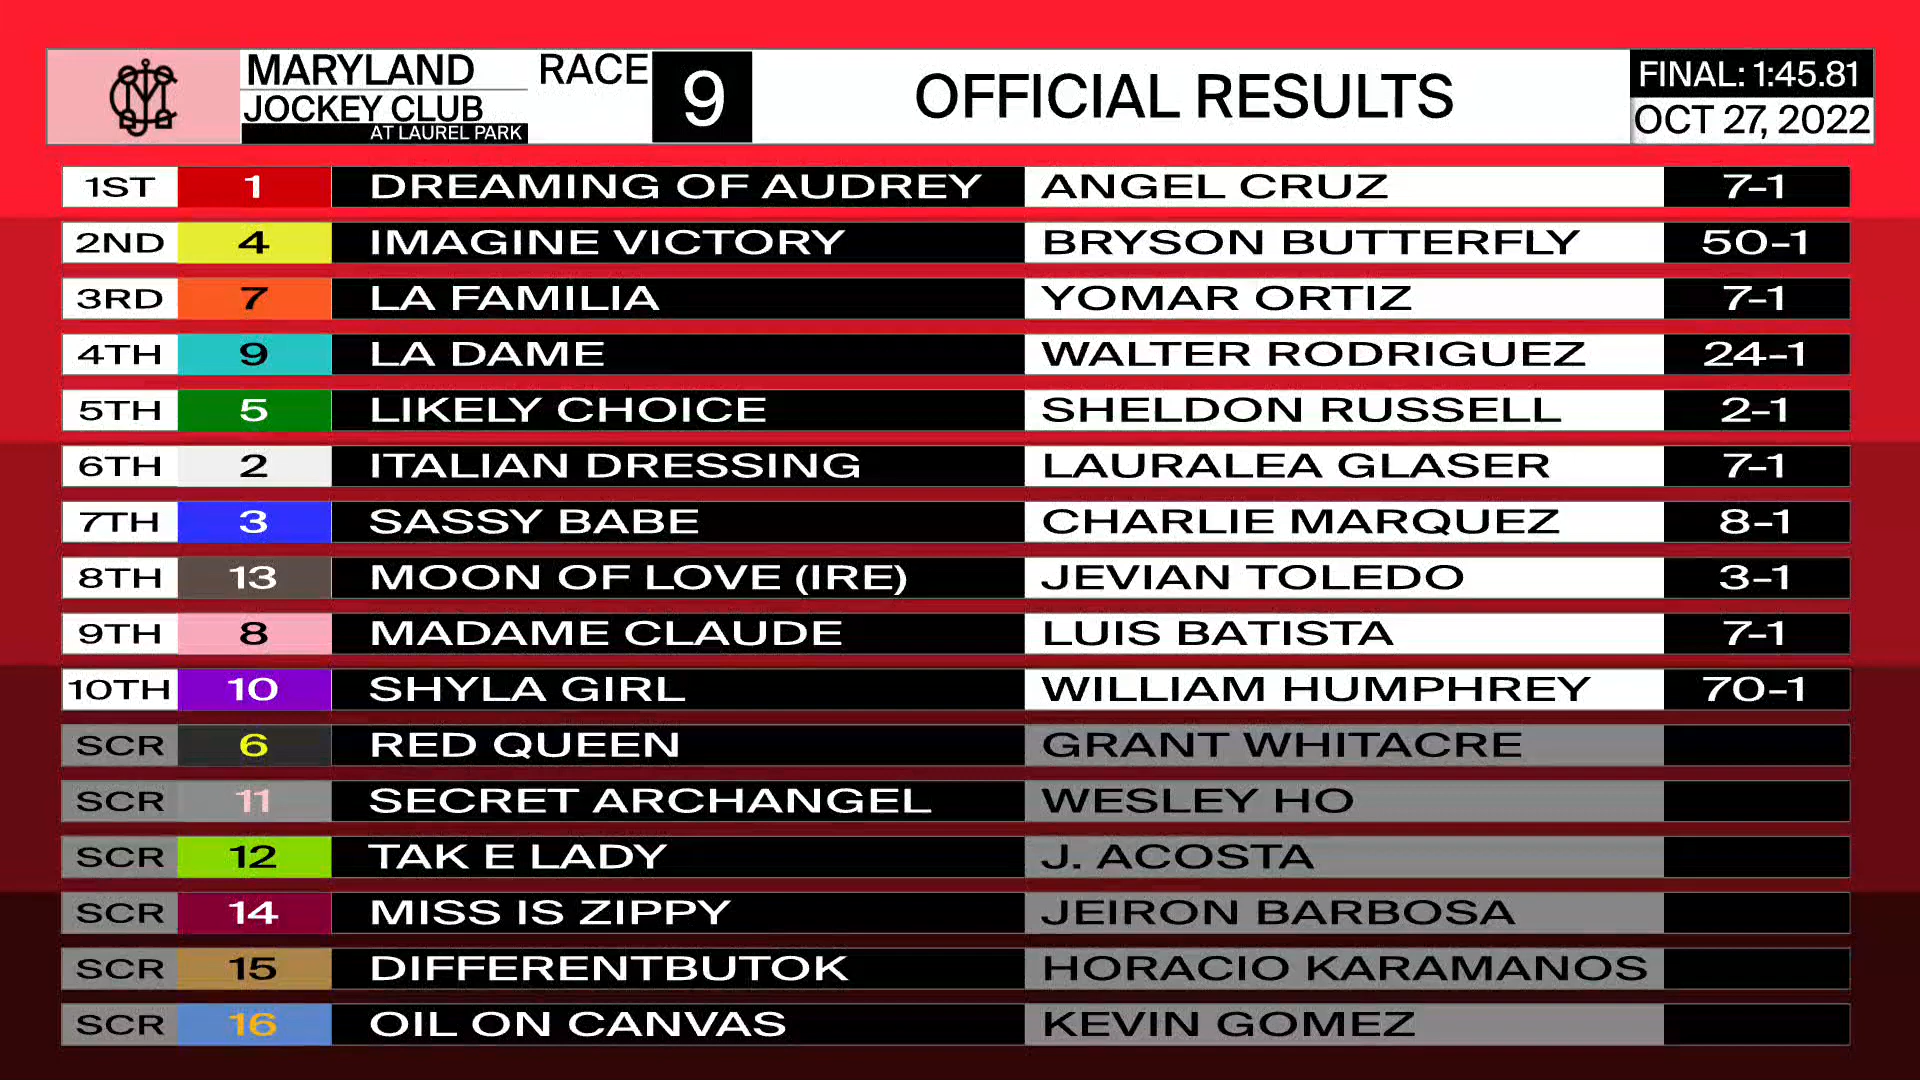 MARYLAND
JOCKEY CLUB
AT LAUREL PARK
RACE 9
OFFICIAL RESULTS
FINAL: 1:45.81
OCT 27, 2022
1ST 1 DREAMING OF AUDREY ANGEL CRUZ 7-1
2ND 4 IMAGINE VICTORY BRYSON BUTTERFLY 50-1
3RD 7 LA FAMILIA YOMAR ORTIZ 7-1
4TH 9 LA DAME WALTER RODRIGUEZ 24-1
5TH 5 LIKELY CHOICE SHELDON RUSSELL 2-1
6TH 2 ITALIAN DRESSING LAURALEA GLASER 7-1
7TH 3 SASSY BABE CHARLIE MARQUEZ 8-1
8TH 13 MOON OF LOVE (IRE) JEVIAN TOLEDO 3-1
9TH 8 MADAME CLAUDE LUIS BATISTA 7-1
10TH 10 SHYLA GIRL WILLIAM HUMPHREY 70-1
SCR 6 RED QUEEN GRANT WHITACRE
SCR 11 SECRET ARCHANGEL WESLEY HO
SCR 12 TAK E LADY J. ACOSTA
SCR 14 MISS IS ZIPPY JEIRON BARBOSA
SCR 15 DIFFERENTBUTOK HORACIO KARAMANOS
SCR 16 OIL ON CANVAS KEVIN GOMEZ